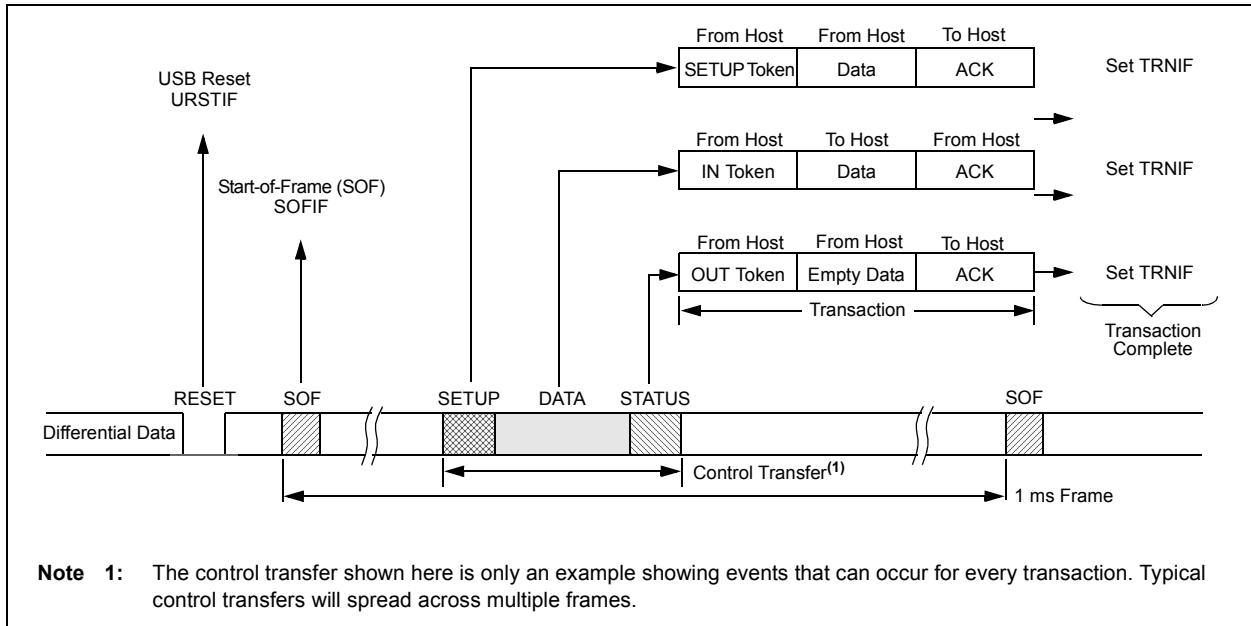 From Host From Host To Host
SETUP Token Data ACK Set TRNIF
USB Reset
URSTIF
From Host To Host From Host
IN Token Data ACK Set TRNIF
Start-of-Frame (SOF)
SOFIF
From Host From Host To Host
OUT Token Empty Data ACK Set TRNIF
Transaction
Transaction
Complete
RESET SOF SETUP DATA STATUS SOF
Differential Data
Control Transfer(1)
1 ms Frame
Note 1: The control transfer shown here is only an example showing events that can occur for every transaction. Typical
control transfers will spread across multiple frames.